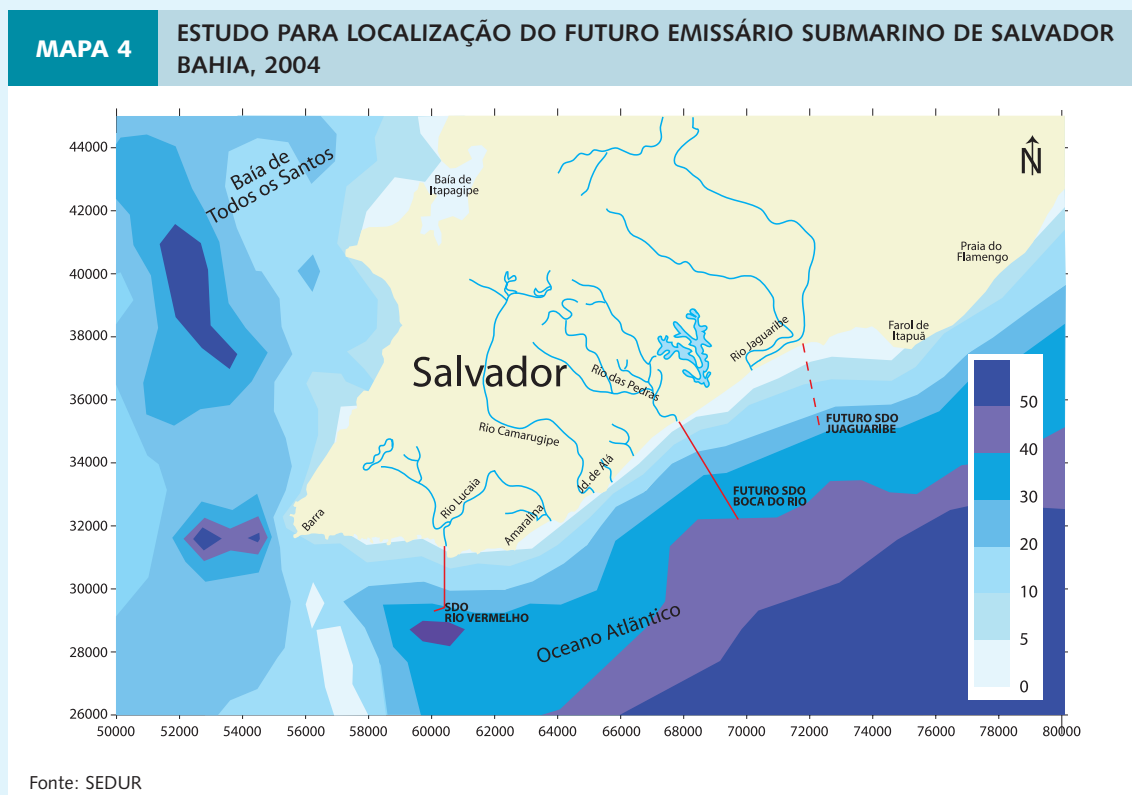 MAPA 4
ESTUDO PARA LOCALIZAÇÃO DO FUTURO EMISSÁRIO SUBMARINO DE SALVADOR
BAHIA, 2004
44000
42000
40000
38000
36000
34000
32000
30000
28000
26000
50000 52000 54000 56000 58000 60000 62000 64000 66000 68000 70000 72000 74000 76000 78000 80000
Baía de
Todos os Santos
Baía de
Itapagipe
N
Praia do
Flamengo
Farol de
Itapuã
Rio Jaguaribe
Salvador
Rio das Pedras
Rio Camarugipe
Jd. de Alá
Rio Lucaia
Amaralina
Barra
FUTURO SDO
JUAGUARIBE
FUTURO SDO
BOCA DO RIO
SDO
RIO VERMELHO
Oceano Atlântico
50
40
30
20
10
5
0
Fonte: SEDUR